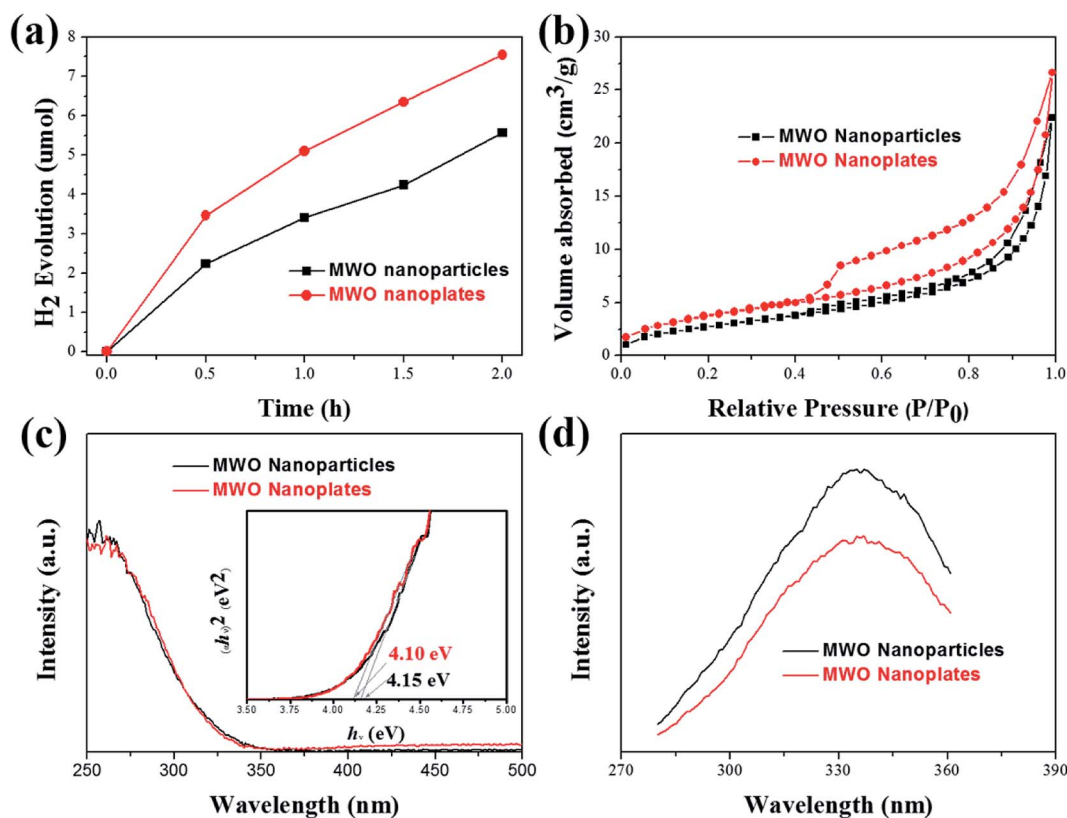 (a)
H2 Evolution (umol)
8
7
6
5
4
3
2
1
0
MWO nanoparticles
MWO nanoplates
0.0 0.5 1.0 1.5 2.0
Time (h)
(b)
Volume absorbed (cm³/g)
30
25
20
15
10
5
0
MWO Nanoparticles
MWO Nanoplates
0.0 0.2 0.4 0.6 0.8 1.0
Relative Pressure (P/P0)
(c)
Intensity (a.u.)
MWO Nanoparticles
MWO Nanoplates
(αhν)² (eV²)
4.10 eV
4.15 eV
3.50 3.75 4.00 4.25 4.50 4.75 5.00
hν (eV)
250 300 350 400 450 500
Wavelength (nm)
(d)
Intensity (a.u.)
MWO Nanoparticles
MWO Nanoplates
270 300 330 360 390
Wavelength (nm)